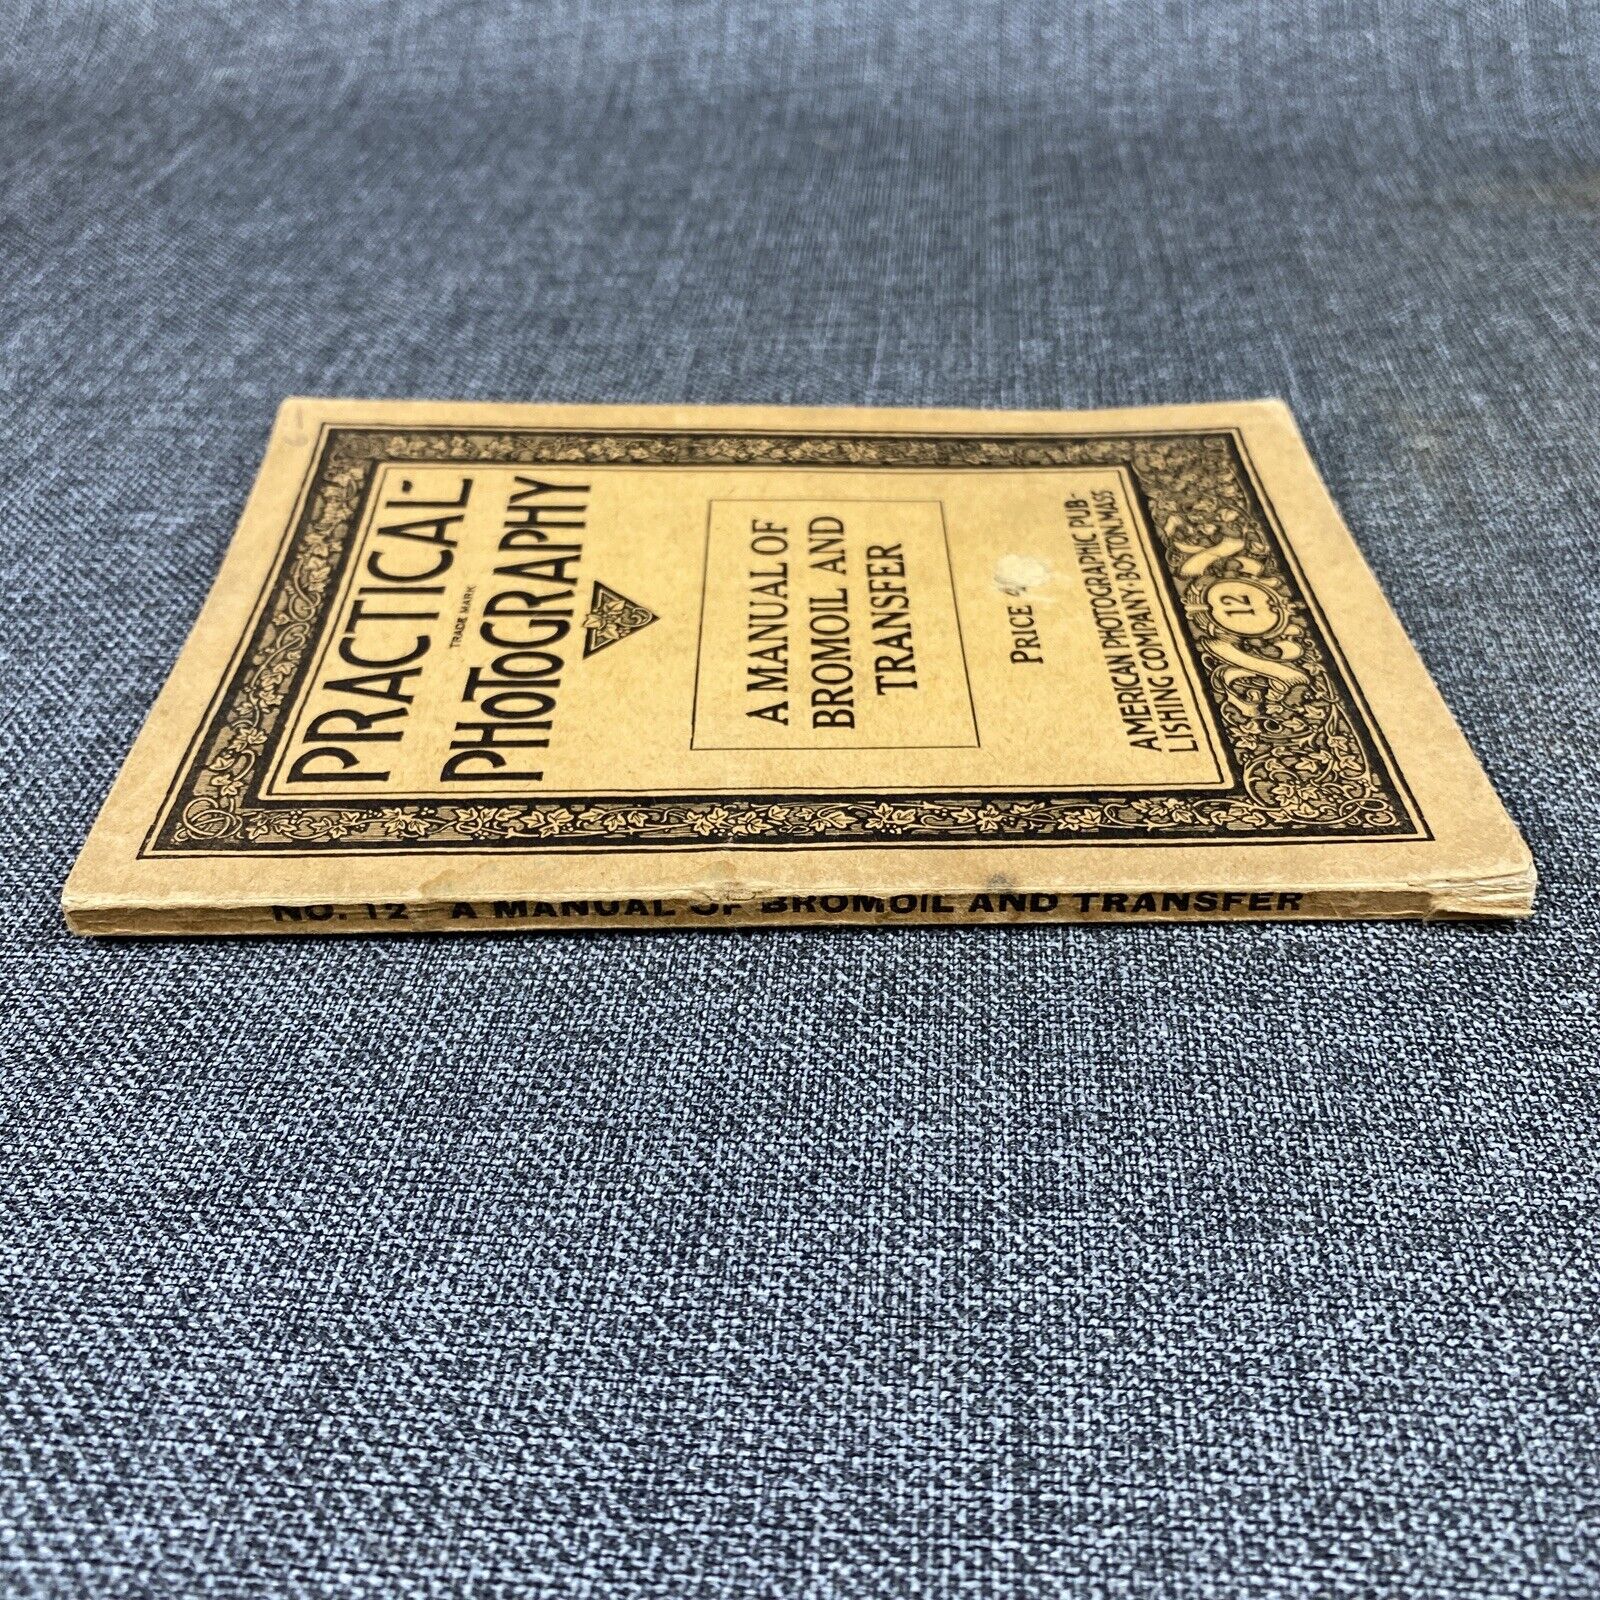 PRACTICAL-
TRADE MARK
PHOTOGRAPHY
A MANUAL OF
BROMOIL AND
TRANSFER
PRICE
AMERICAN PHOTOGRAPHIC PUB-
LISHING COMPANY·BOSTON, MASS
12
NO. 12 A MANUAL OF BROMOIL AND TRANSFER